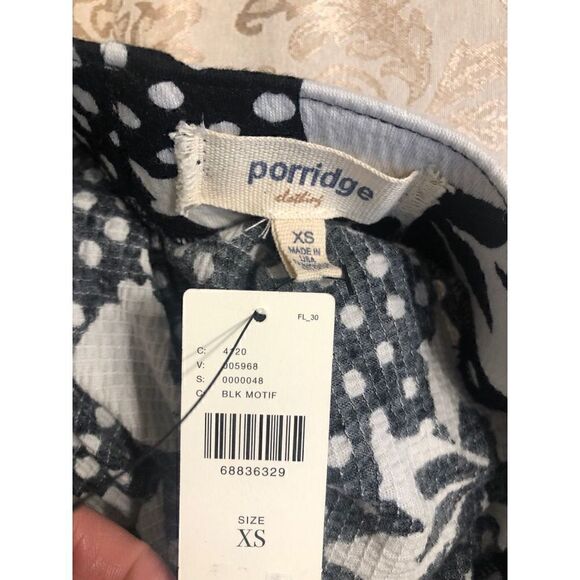 porridge
clothing
XS
MADE IN
USA
FL_30
C: 4120
V: 005968
S: 0000048
C: BLK MOTIF
68836329
SIZE
XS